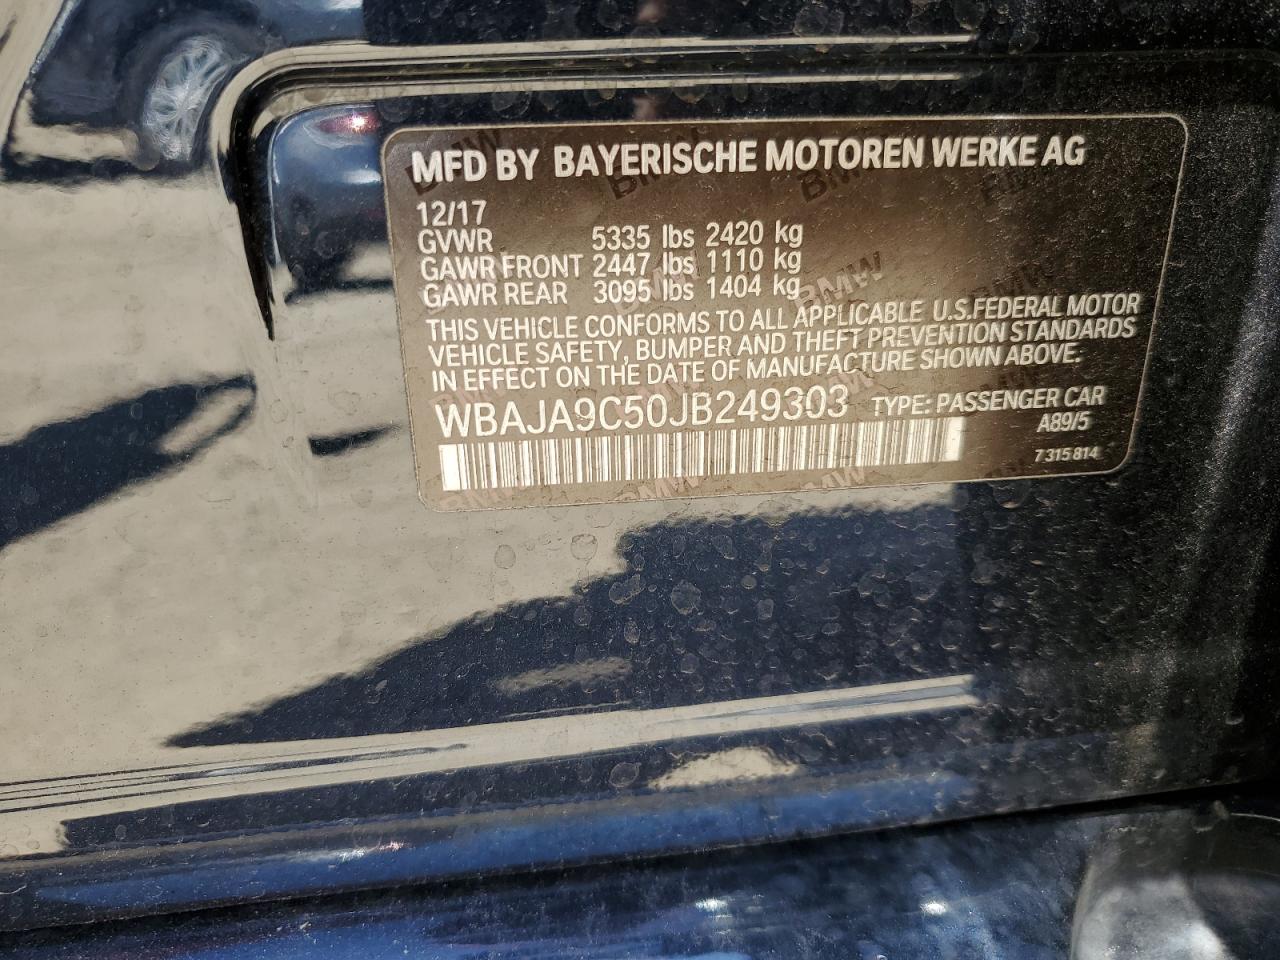 MFD BY BAYERISCHE MOTOREN WERKE AG
12/17
GVWR 5335 lbs 2420 kg
GAWR FRONT 2447 lbs 1110 kg
GAWR REAR 3095 lbs 1404 kg
THIS VEHICLE CONFORMS TO ALL APPLICABLE U.S.FEDERAL MOTOR
VEHICLE SAFETY, BUMPER AND THEFT PREVENTION STANDARDS
IN EFFECT ON THE DATE OF MANUFACTURE SHOWN ABOVE.
WBAJA9C50JB249303 TYPE: PASSENGER CAR
A89/5
7 315 814